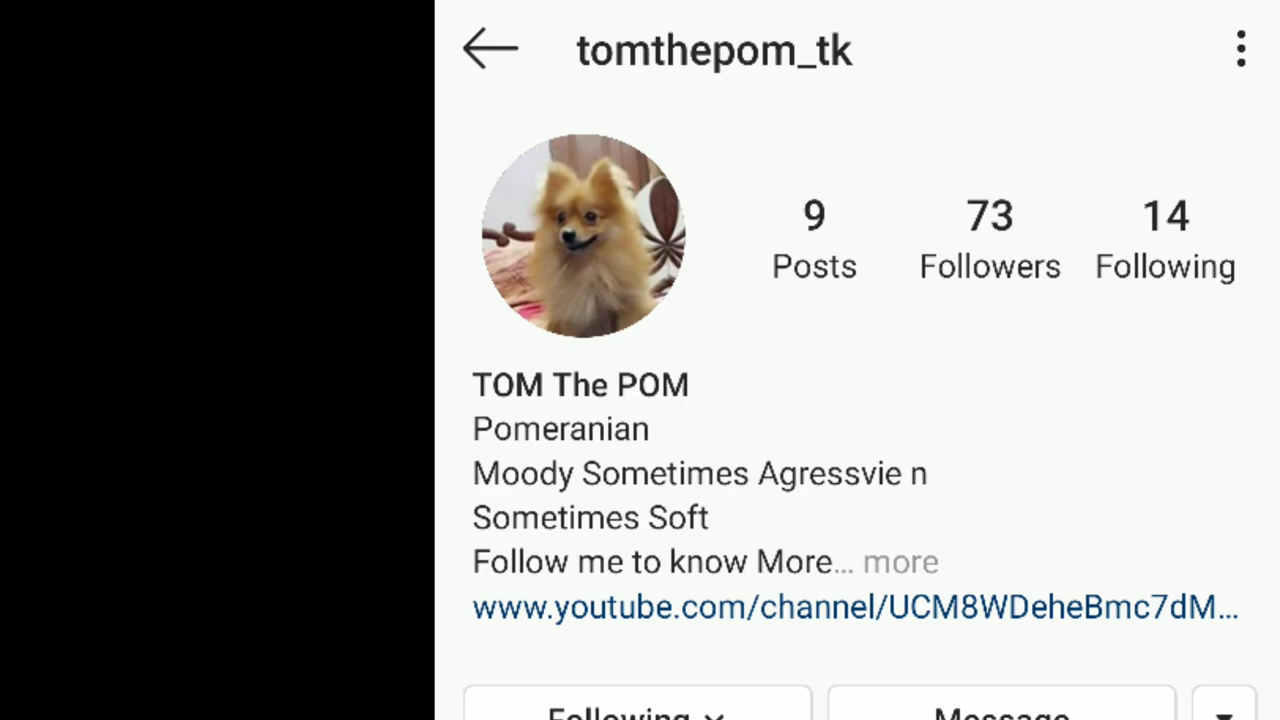 tomthepom_tk
9 73 14
Posts Followers Following
TOM The POM
Pomeranian
Moody Sometimes Agressvie n
Sometimes Soft
Follow me to know More... more
www.youtube.com/channel/UCM8WDeheBmc7dM...
Following Message